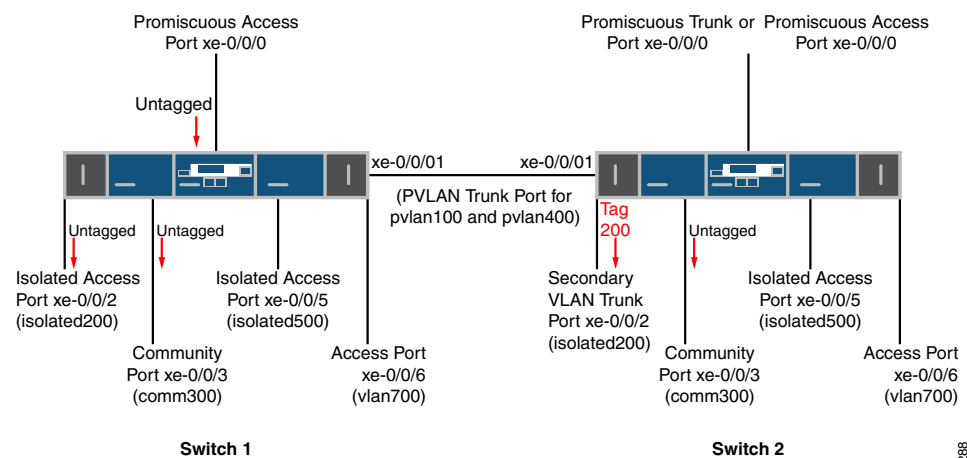 Promiscuous Access
Port xe-0/0/0
Promiscuous Trunk or
Port xe-0/0/0
Promiscuous Access
Port xe-0/0/0
Untagged
xe-0/0/01
xe-0/0/01
(PVLAN Trunk Port for
pvlan100 and pvlan400)
Untagged
Untagged
Tag
200
Untagged
Isolated Access
Port xe-0/0/2
(isolated200)
Isolated Access
Port xe-0/0/5
(isolated500)
Secondary
VLAN Trunk
Port xe-0/0/2
(isolated200)
Isolated Access
Port xe-0/0/5
(isolated500)
Community
Port xe-0/0/3
(comm300)
Access Port
xe-0/0/6
(vlan700)
Community
Port xe-0/0/3
(comm300)
Access Port
xe-0/0/6
(vlan700)
Switch 1
Switch 2